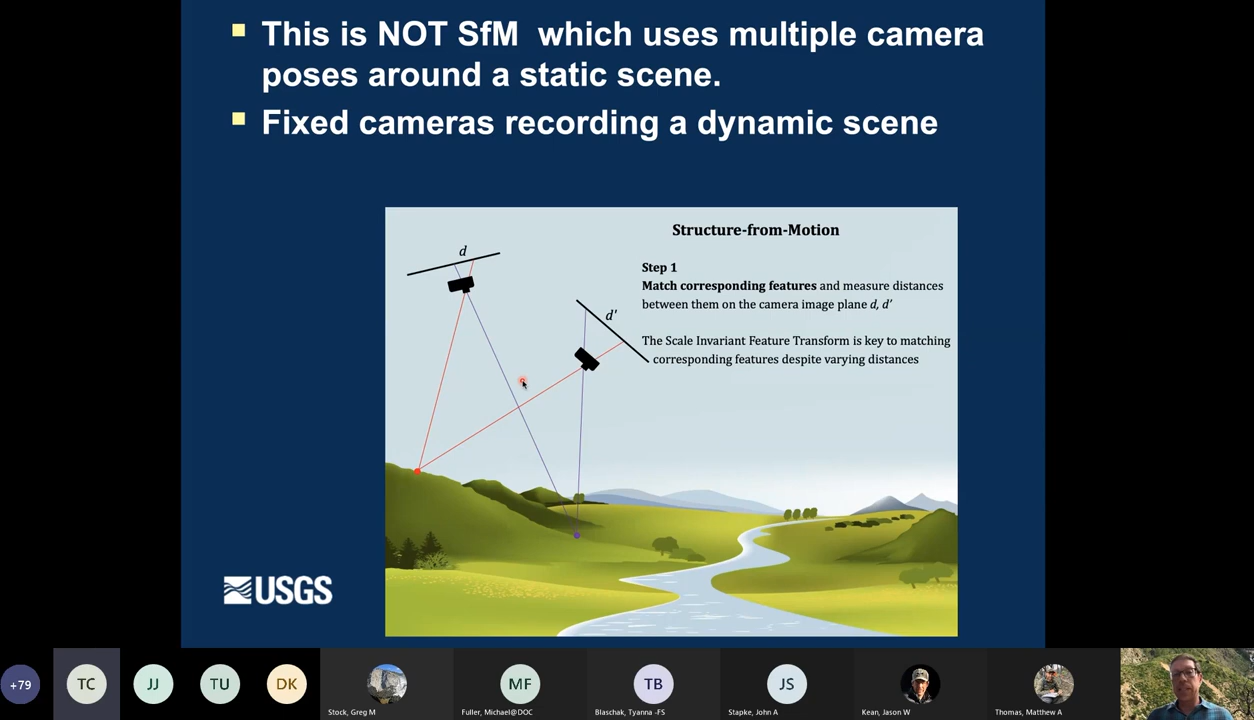 This is NOT SfM  which uses multiple camera
poses around a static scene.
Fixed cameras recording a dynamic scene
Structure-from-Motion
d
Step 1
Match corresponding features and measure distances
between them on the camera image plane d, d'
d'
The Scale Invariant Feature Transform is key to matching
corresponding features despite varying distances
USGS
+79
TC
JJ
TU
DK
MF
TB
JS
Stock, Greg M
Fuller, Michael@DOC
Blaschak, Tyanna -FS
Stapke, John A
Kean, Jason W
Thomas, Matthew A